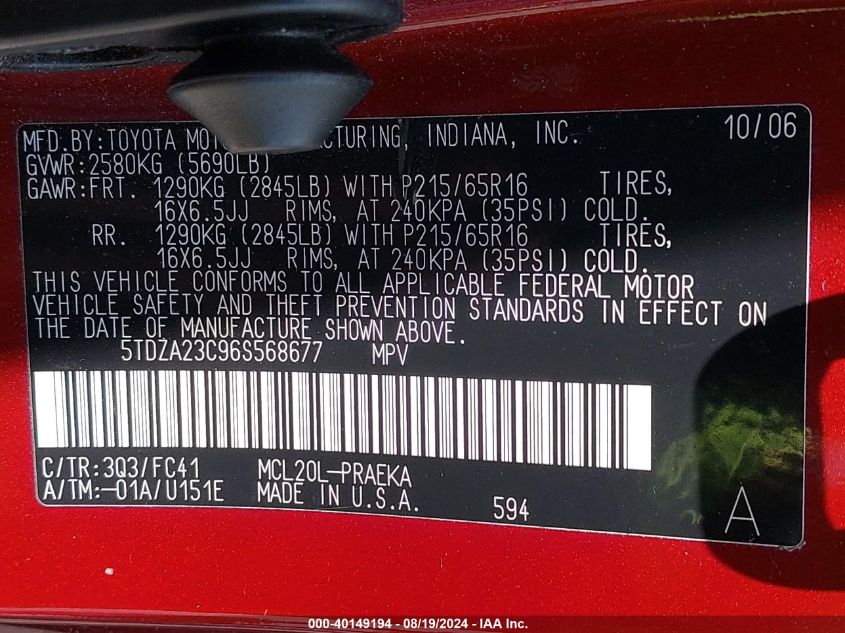 MFD.BY:TOYOTA MOT CTURING, INDIANA, INC. 10/06
GVWR:2580KG (5690LB)
GAWR:FRT. 1290KG (2845LB) WITH P215/65R16 TIRES,
16X6.5JJ RIMS, AT 240KPA (35PSI) COLD.
RR. 1290KG (2845LB) WITH P215/65R16 TIRES,
16X6.5JJ RIMS, AT 240KPA (35PSI) COLD.
THIS VEHICLE CONFORMS TO ALL APPLICABLE FEDERAL MOTOR
VEHICLE SAFETY AND THEFT PREVENTION STANDARDS IN EFFECT ON
THE DATE OF MANUFACTURE SHOWN ABOVE.
5TDZA23C96S568677 MPV
C/TR:3Q3/FC41 MCL20L-PRAEKA
A/TM:-01A/U151E MADE IN U.S.A. 594
A
000-40149194 - 08/19/2024 - IAA Inc.